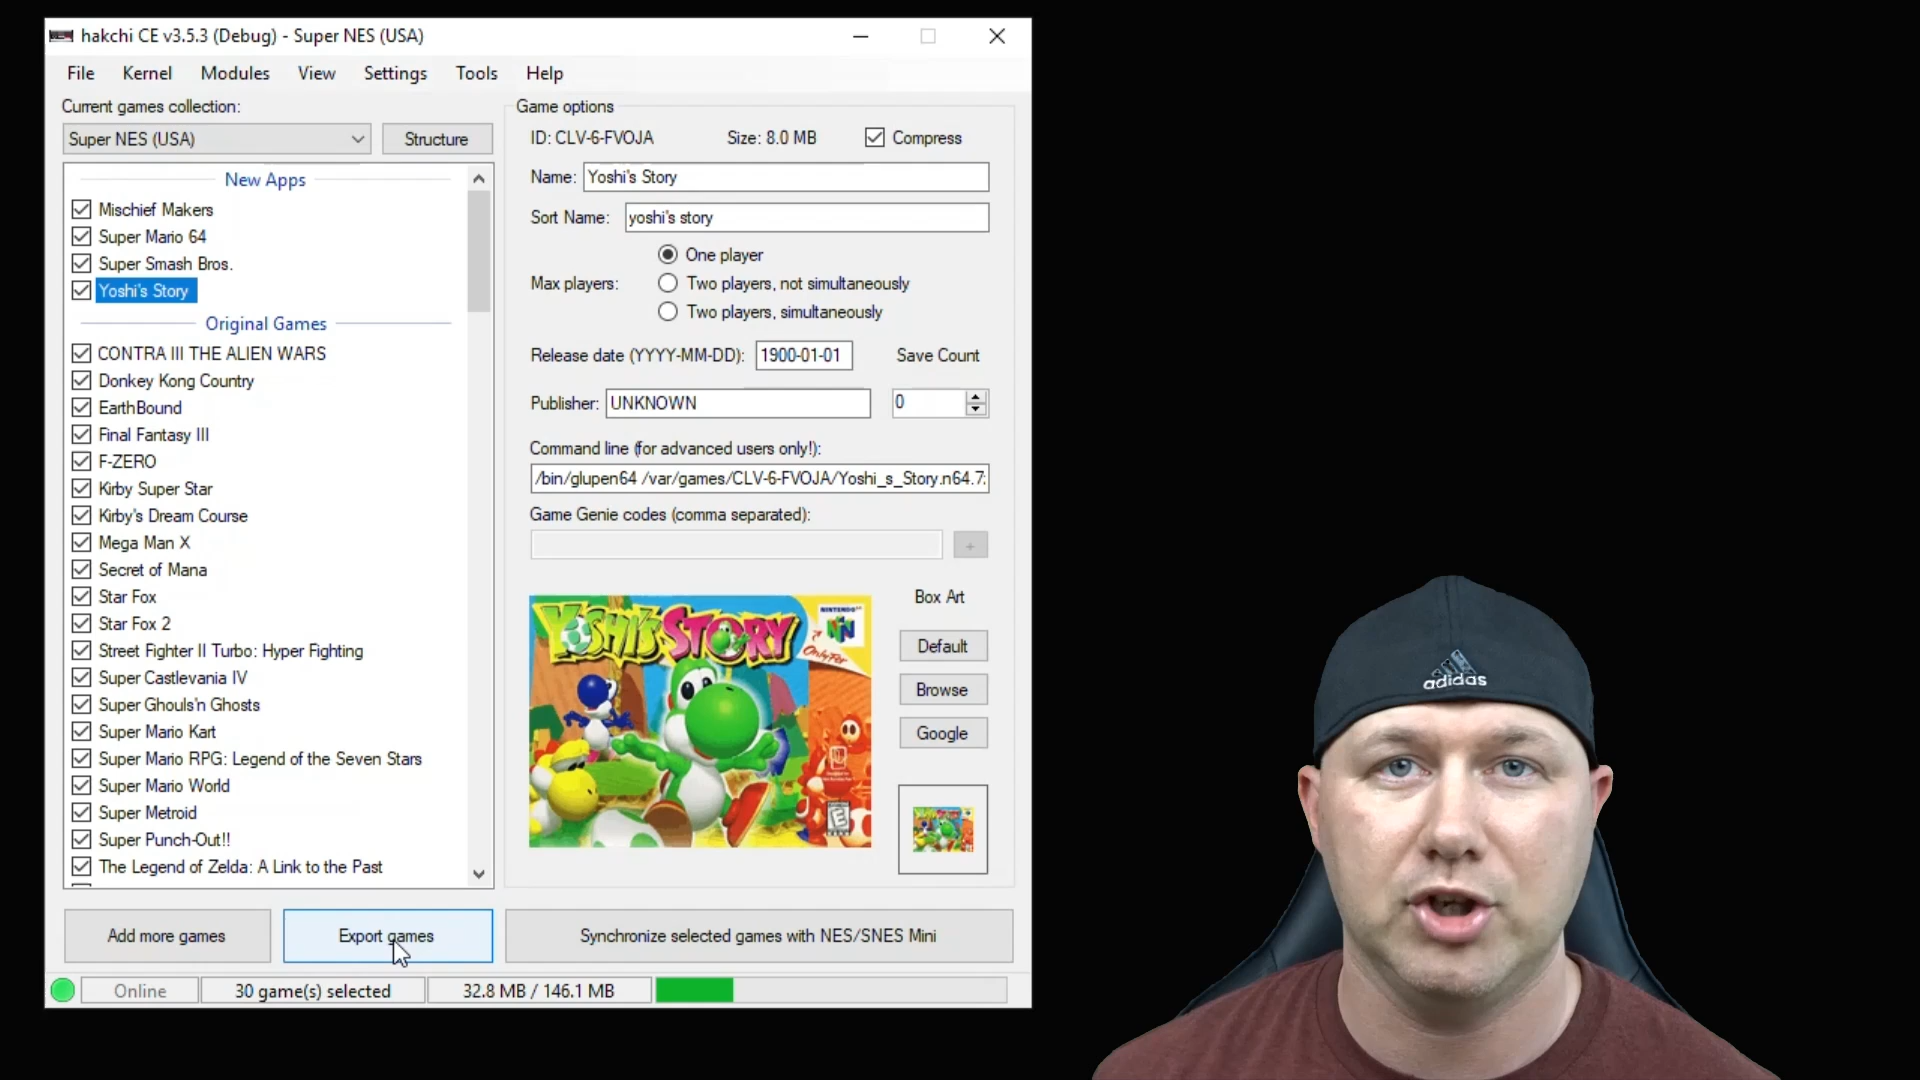 hakchi CE v3.5.3 (Debug) - Super NES (USA)
File Kernel Modules View Settings Tools Help
Current games collection:
Super NES (USA)
Structure
New Apps
Mischief Makers
Super Mario 64
Super Smash Bros.
Yoshi's Story
Original Games
CONTRA III THE ALIEN WARS
Donkey Kong Country
EarthBound
Final Fantasy III
F-ZERO
Kirby Super Star
Kirby's Dream Course
Mega Man X
Secret of Mana
Star Fox
Star Fox 2
Street Fighter II Turbo: Hyper Fighting
Super Castlevania IV
Super Ghouls'n Ghosts
Super Mario Kart
Super Mario RPG: Legend of the Seven Stars
Super Mario World
Super Metroid
Super Punch-Out!!
The Legend of Zelda: A Link to the Past
Game options
ID: CLV-6-FVOJA Size: 8.0 MB Compress
Name: Yoshi's Story
Sort Name: yoshi's story
Max players:
One player
Two players, not simultaneously
Two players, simultaneously
Release date (YYYY-MM-DD): 1900-01-01 Save Count
Publisher: UNKNOWN 0
Command line (for advanced users only!):
/bin/glupen64 /var/games/CLV-6-FVOJA/Yoshi_s_Story.n64.7
Game Genie codes (comma separated):
+
YOSHI'S STORY
NINTENDO
Only For
E
Box Art
Default
Browse
Google
Add more games
Export games
Synchronize selected games with NES/SNES Mini
Online
30 game(s) selected
32.8 MB / 146.1 MB
adidas